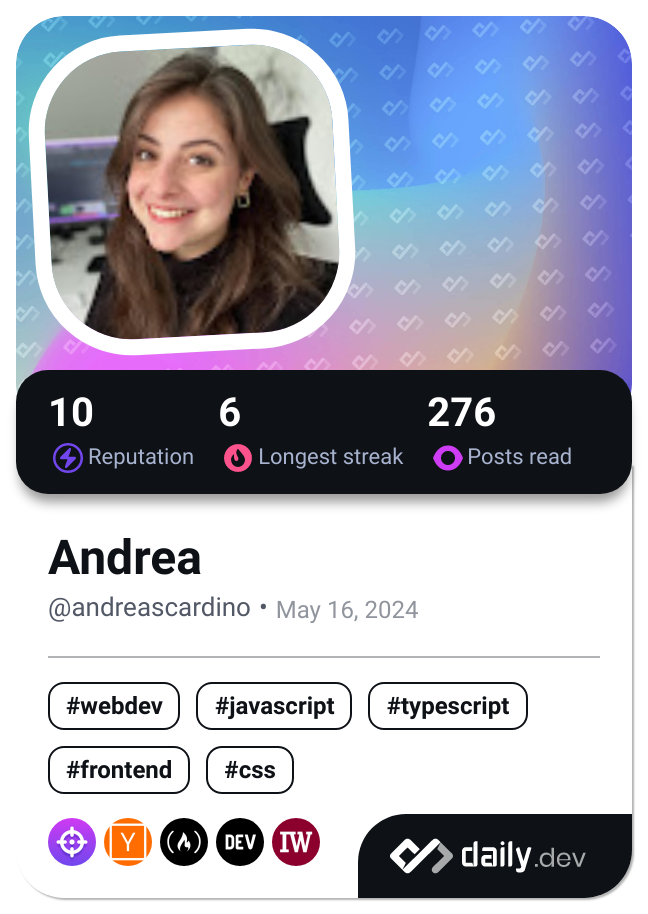 10 6 276
Reputation Longest streak Posts read
Andrea
@andreascardino • May 16, 2024
#webdev #javascript #typescript
#frontend #css
Y DEV IW daily.dev